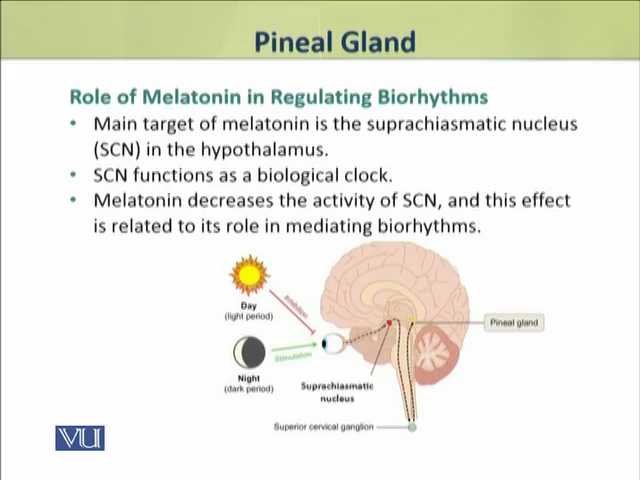 Pineal Gland
Role of Melatonin in Regulating Biorhythms
• Main target of melatonin is the suprachiasmatic nucleus
(SCN) in the hypothalamus.
• SCN functions as a biological clock.
• Melatonin decreases the activity of SCN, and this effect
is related to its role in mediating biorhythms.
Day
(light period)
Inhibition
Pineal gland
Stimulation
Night
(dark period)
Suprachiasmatic
nucleus
Superior cervical ganglion
VU